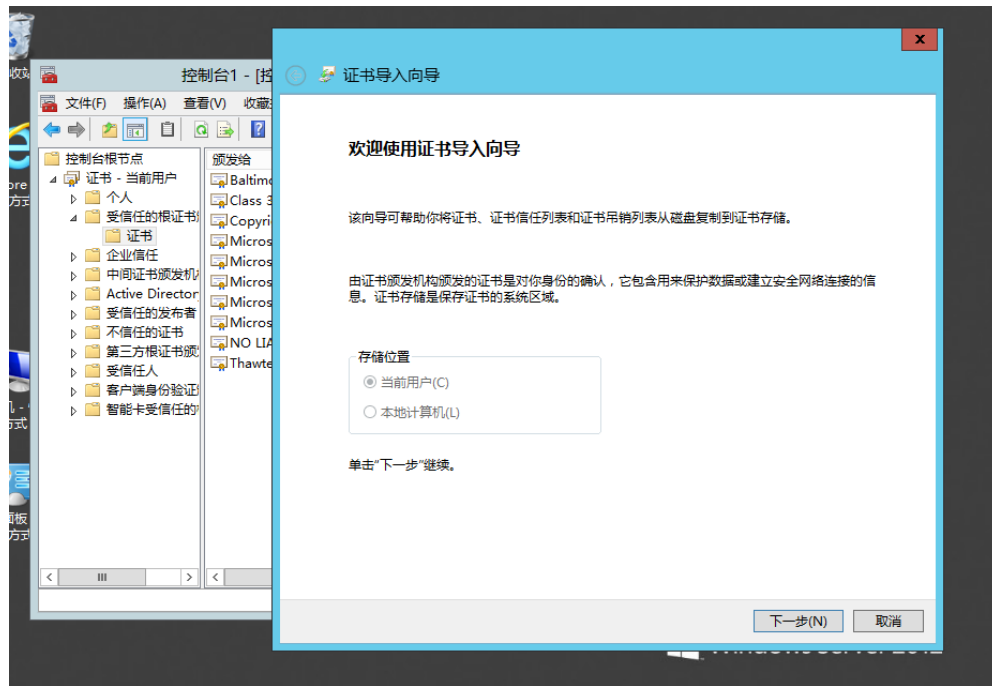 控制台1 - [控
文件(F) 操作(A) 查看(V) 收藏
控制台根节点
证书 - 当前用户
个人
受信任的根证书
证书
企业信任
中间证书颁发机
Active Director
受信任的发布者
不信任的证书
第三方根证书颁
受信任人
客户端身份验证
智能卡受信任的
颁发给
Baltimo
Class 3
Copyri
Micros
Micros
Micros
Micros
Micros
NO LIA
Thawte
x
证书导入向导
欢迎使用证书导入向导
该向导可帮助你将证书、证书信任列表和证书吊销列表从磁盘复制到证书存储。
由证书颁发机构颁发的证书是对你身份的确认，它包含用来保护数据或建立安全网络连接的信
息。证书存储是保存证书的系统区域。
存储位置
当前用户(C)
本地计算机(L)
单击"下一步"继续。
下一步(N) 取消